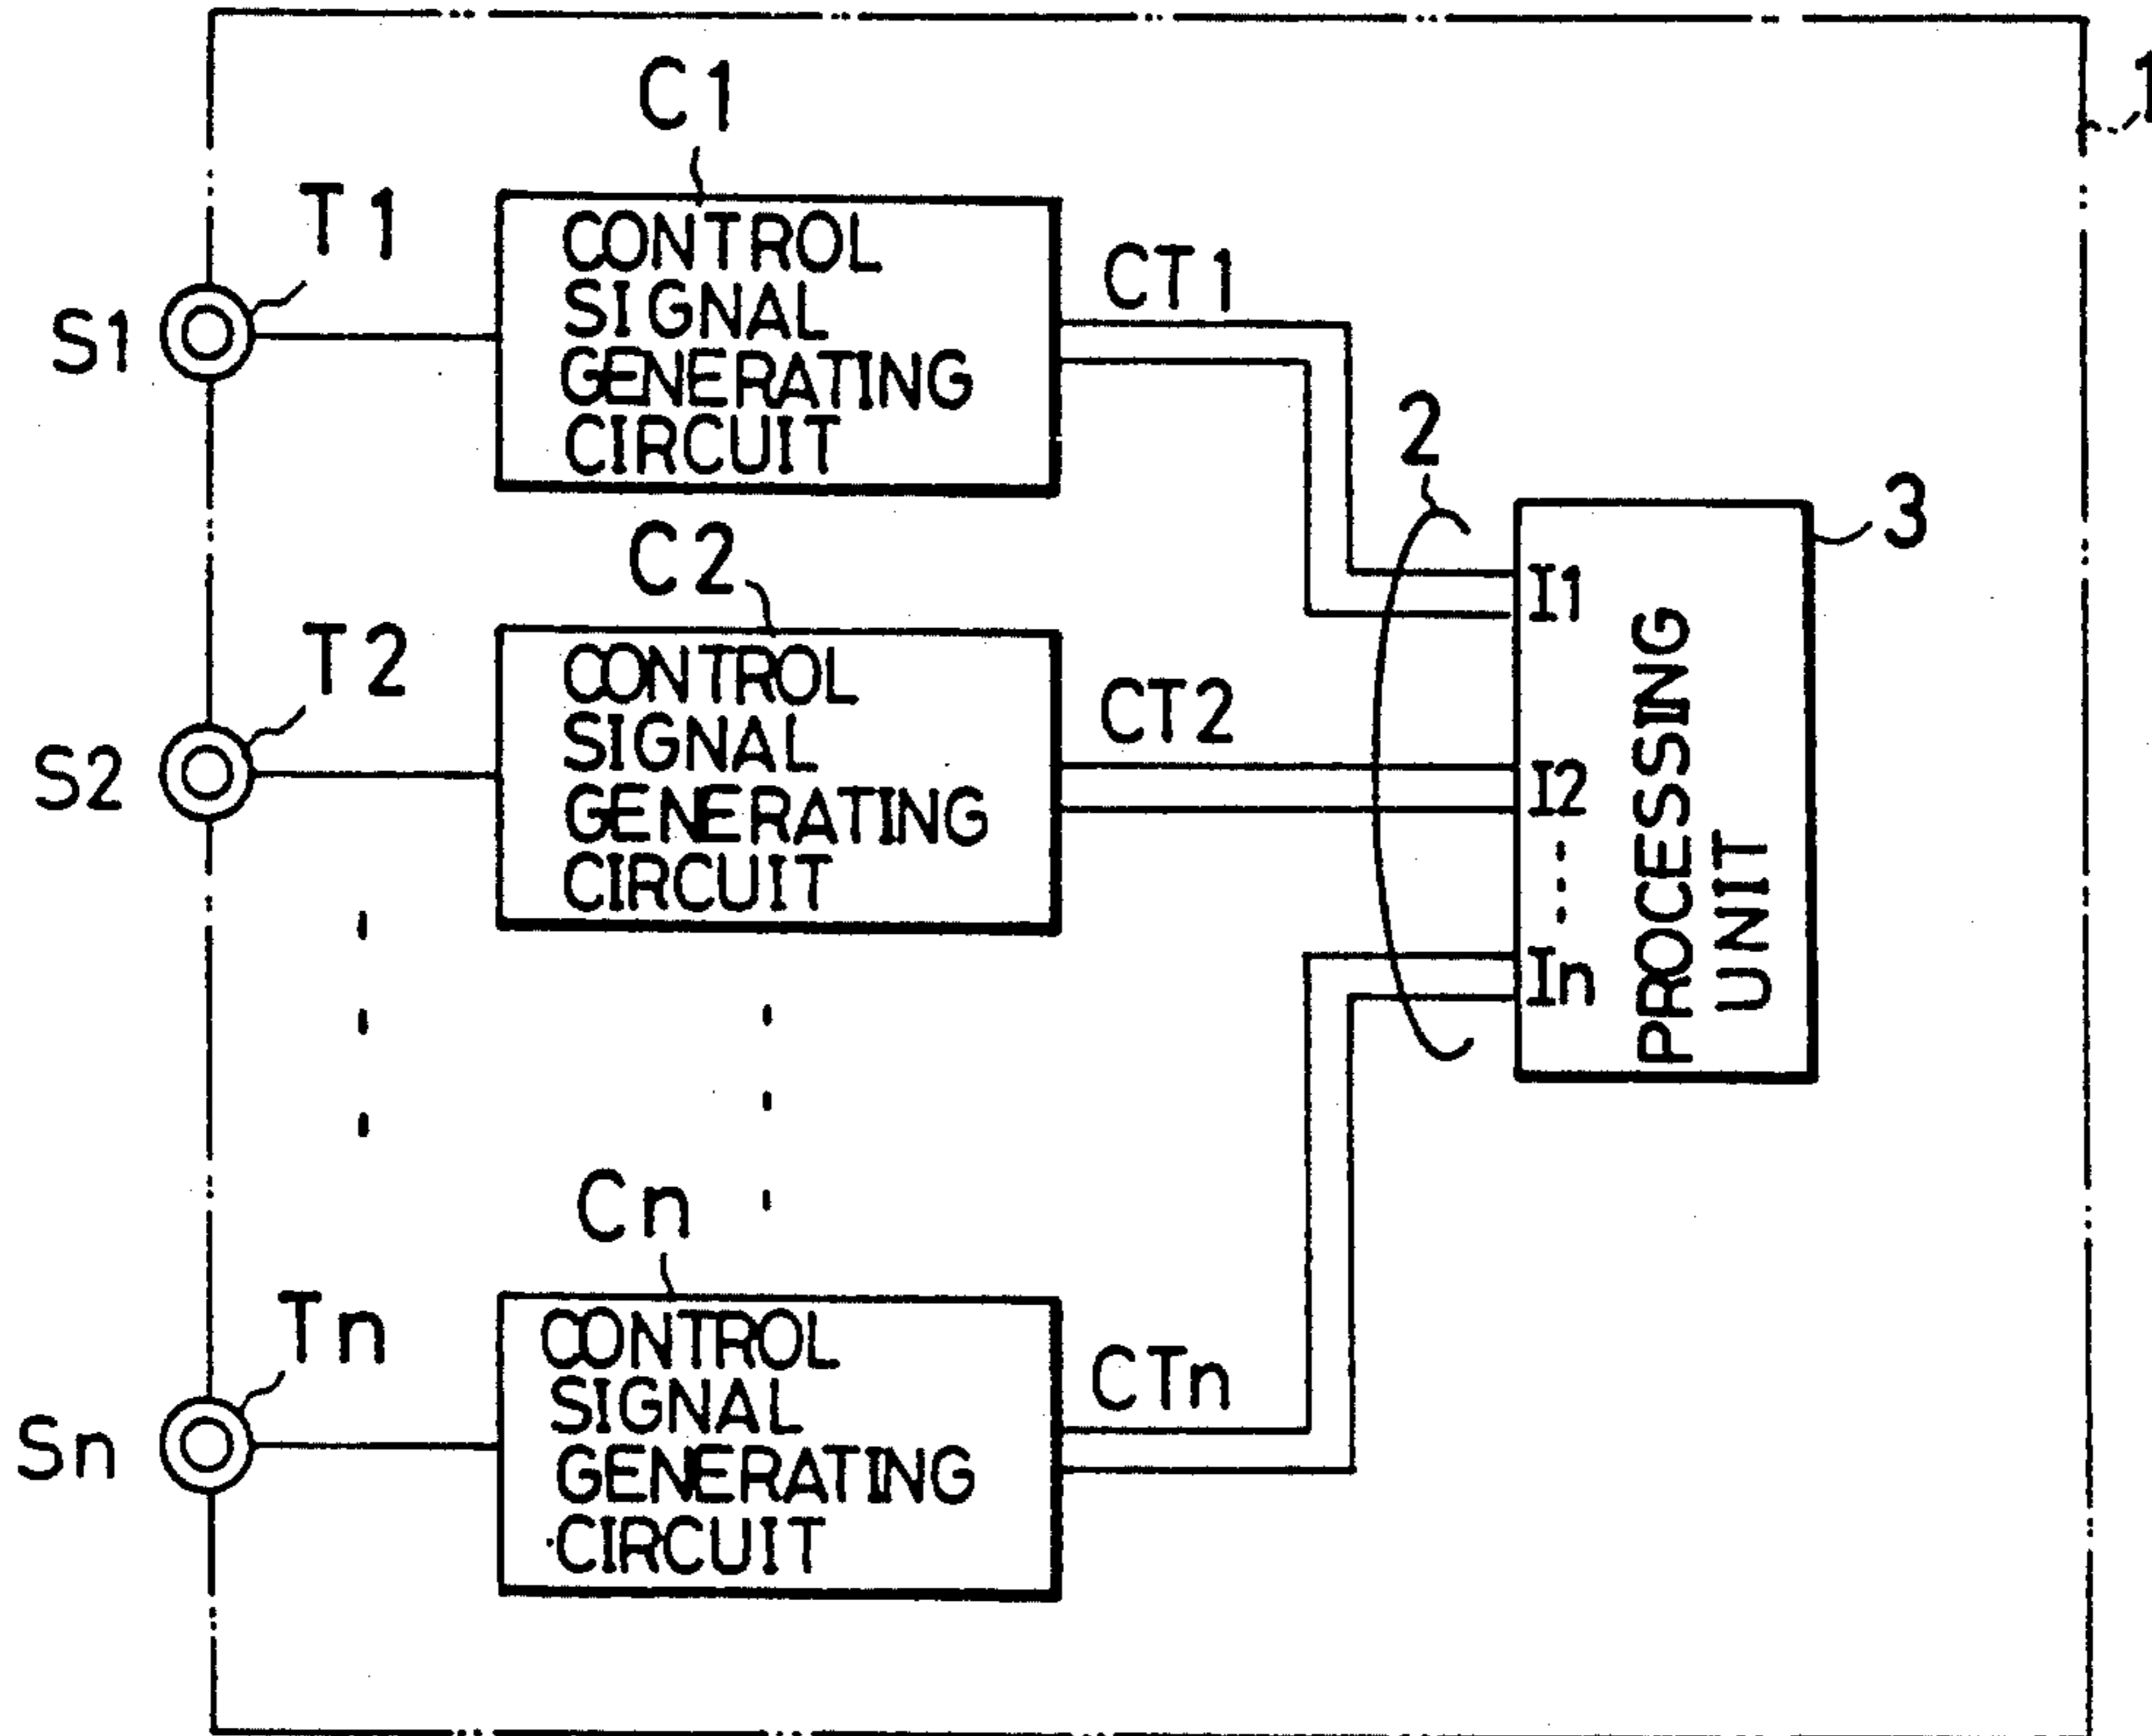 1
C1
T1
S1
CONTROL
SIGNAL
GENERATING
CIRCUIT
CT1
2
3
C2
T2
S2
CONTROL
SIGNAL
GENERATING
CIRCUIT
CT2
I1
I2
In
PROCESSING
UNIT
Cn
Tn
Sn
CONTROL
SIGNAL
GENERATING
CIRCUIT
CTn